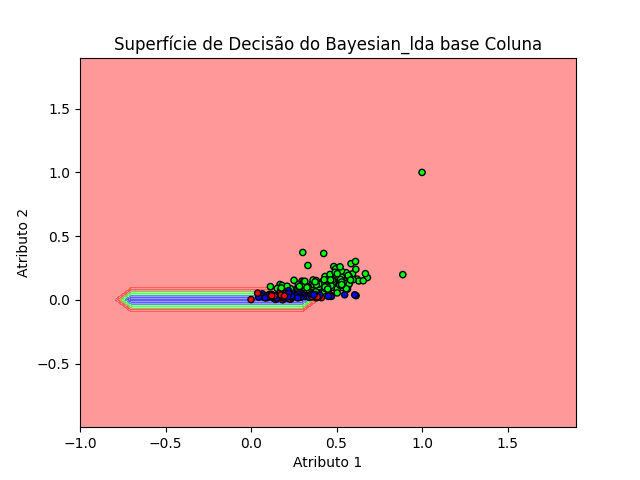 Superfície de Decisão do Bayesian_lda base Coluna
1.5
1.0
0.5
0.0
−0.5
Atributo 2
−1.0 −0.5 0.0 0.5 1.0 1.5
Atributo 1